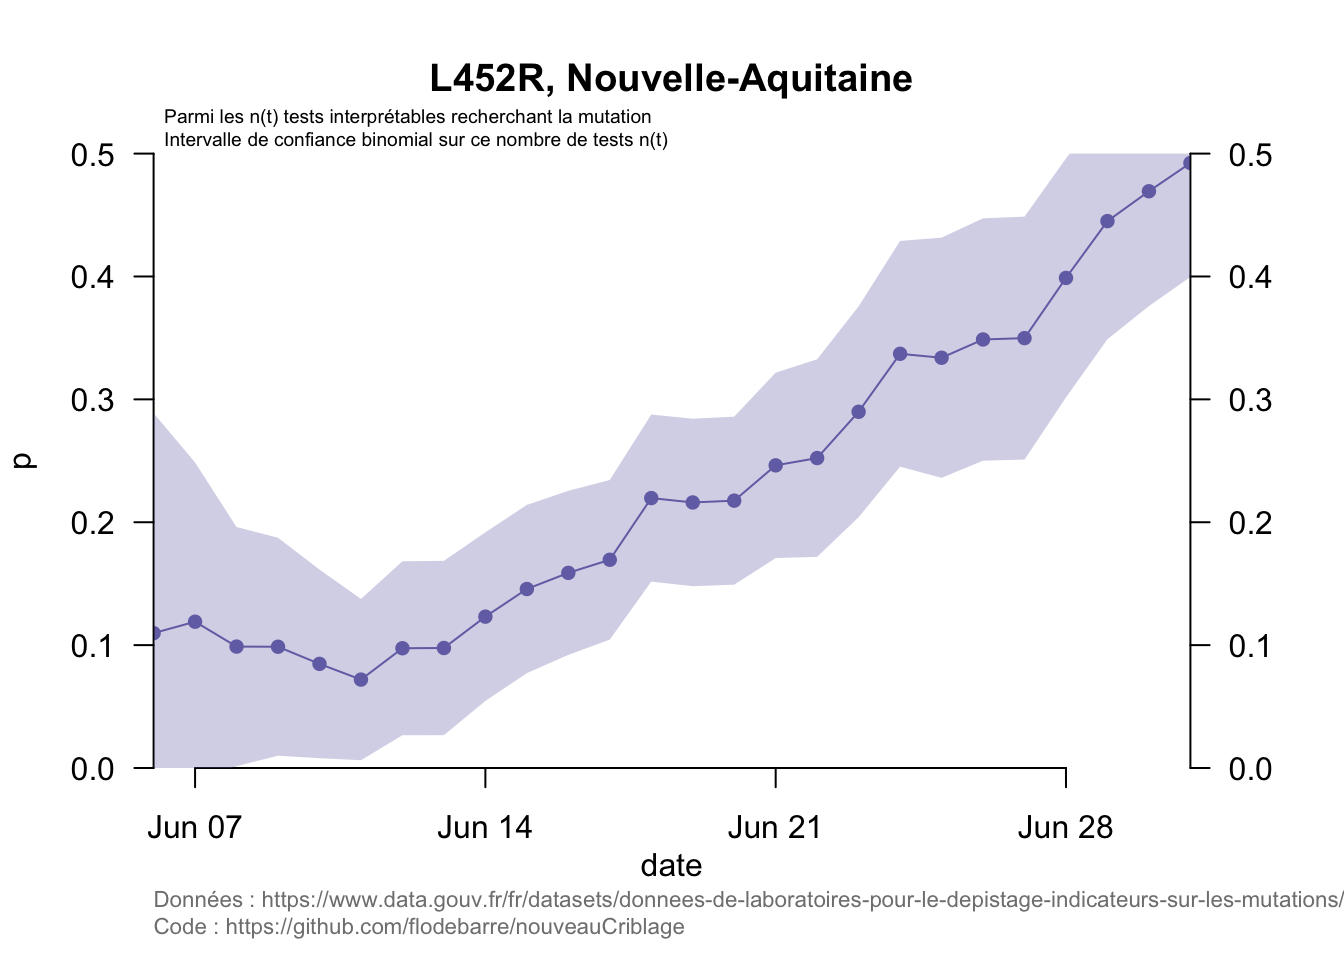 L452R, Nouvelle-Aquitaine
Parmi les n(t) tests interprétables recherchant la mutation
Intervalle de confiance binomial sur ce nombre de tests n(t)
0.5
0.4
0.3
0.2
0.1
0.0
p
0.5
0.4
0.3
0.2
0.1
0.0
Jun 07 Jun 14 Jun 21 Jun 28
date
Données : https://www.data.gouv.fr/fr/datasets/donnees-de-laboratoires-pour-le-depistage-indicateurs-sur-les-mutations/
Code : https://github.com/flodebarre/nouveauCriblage